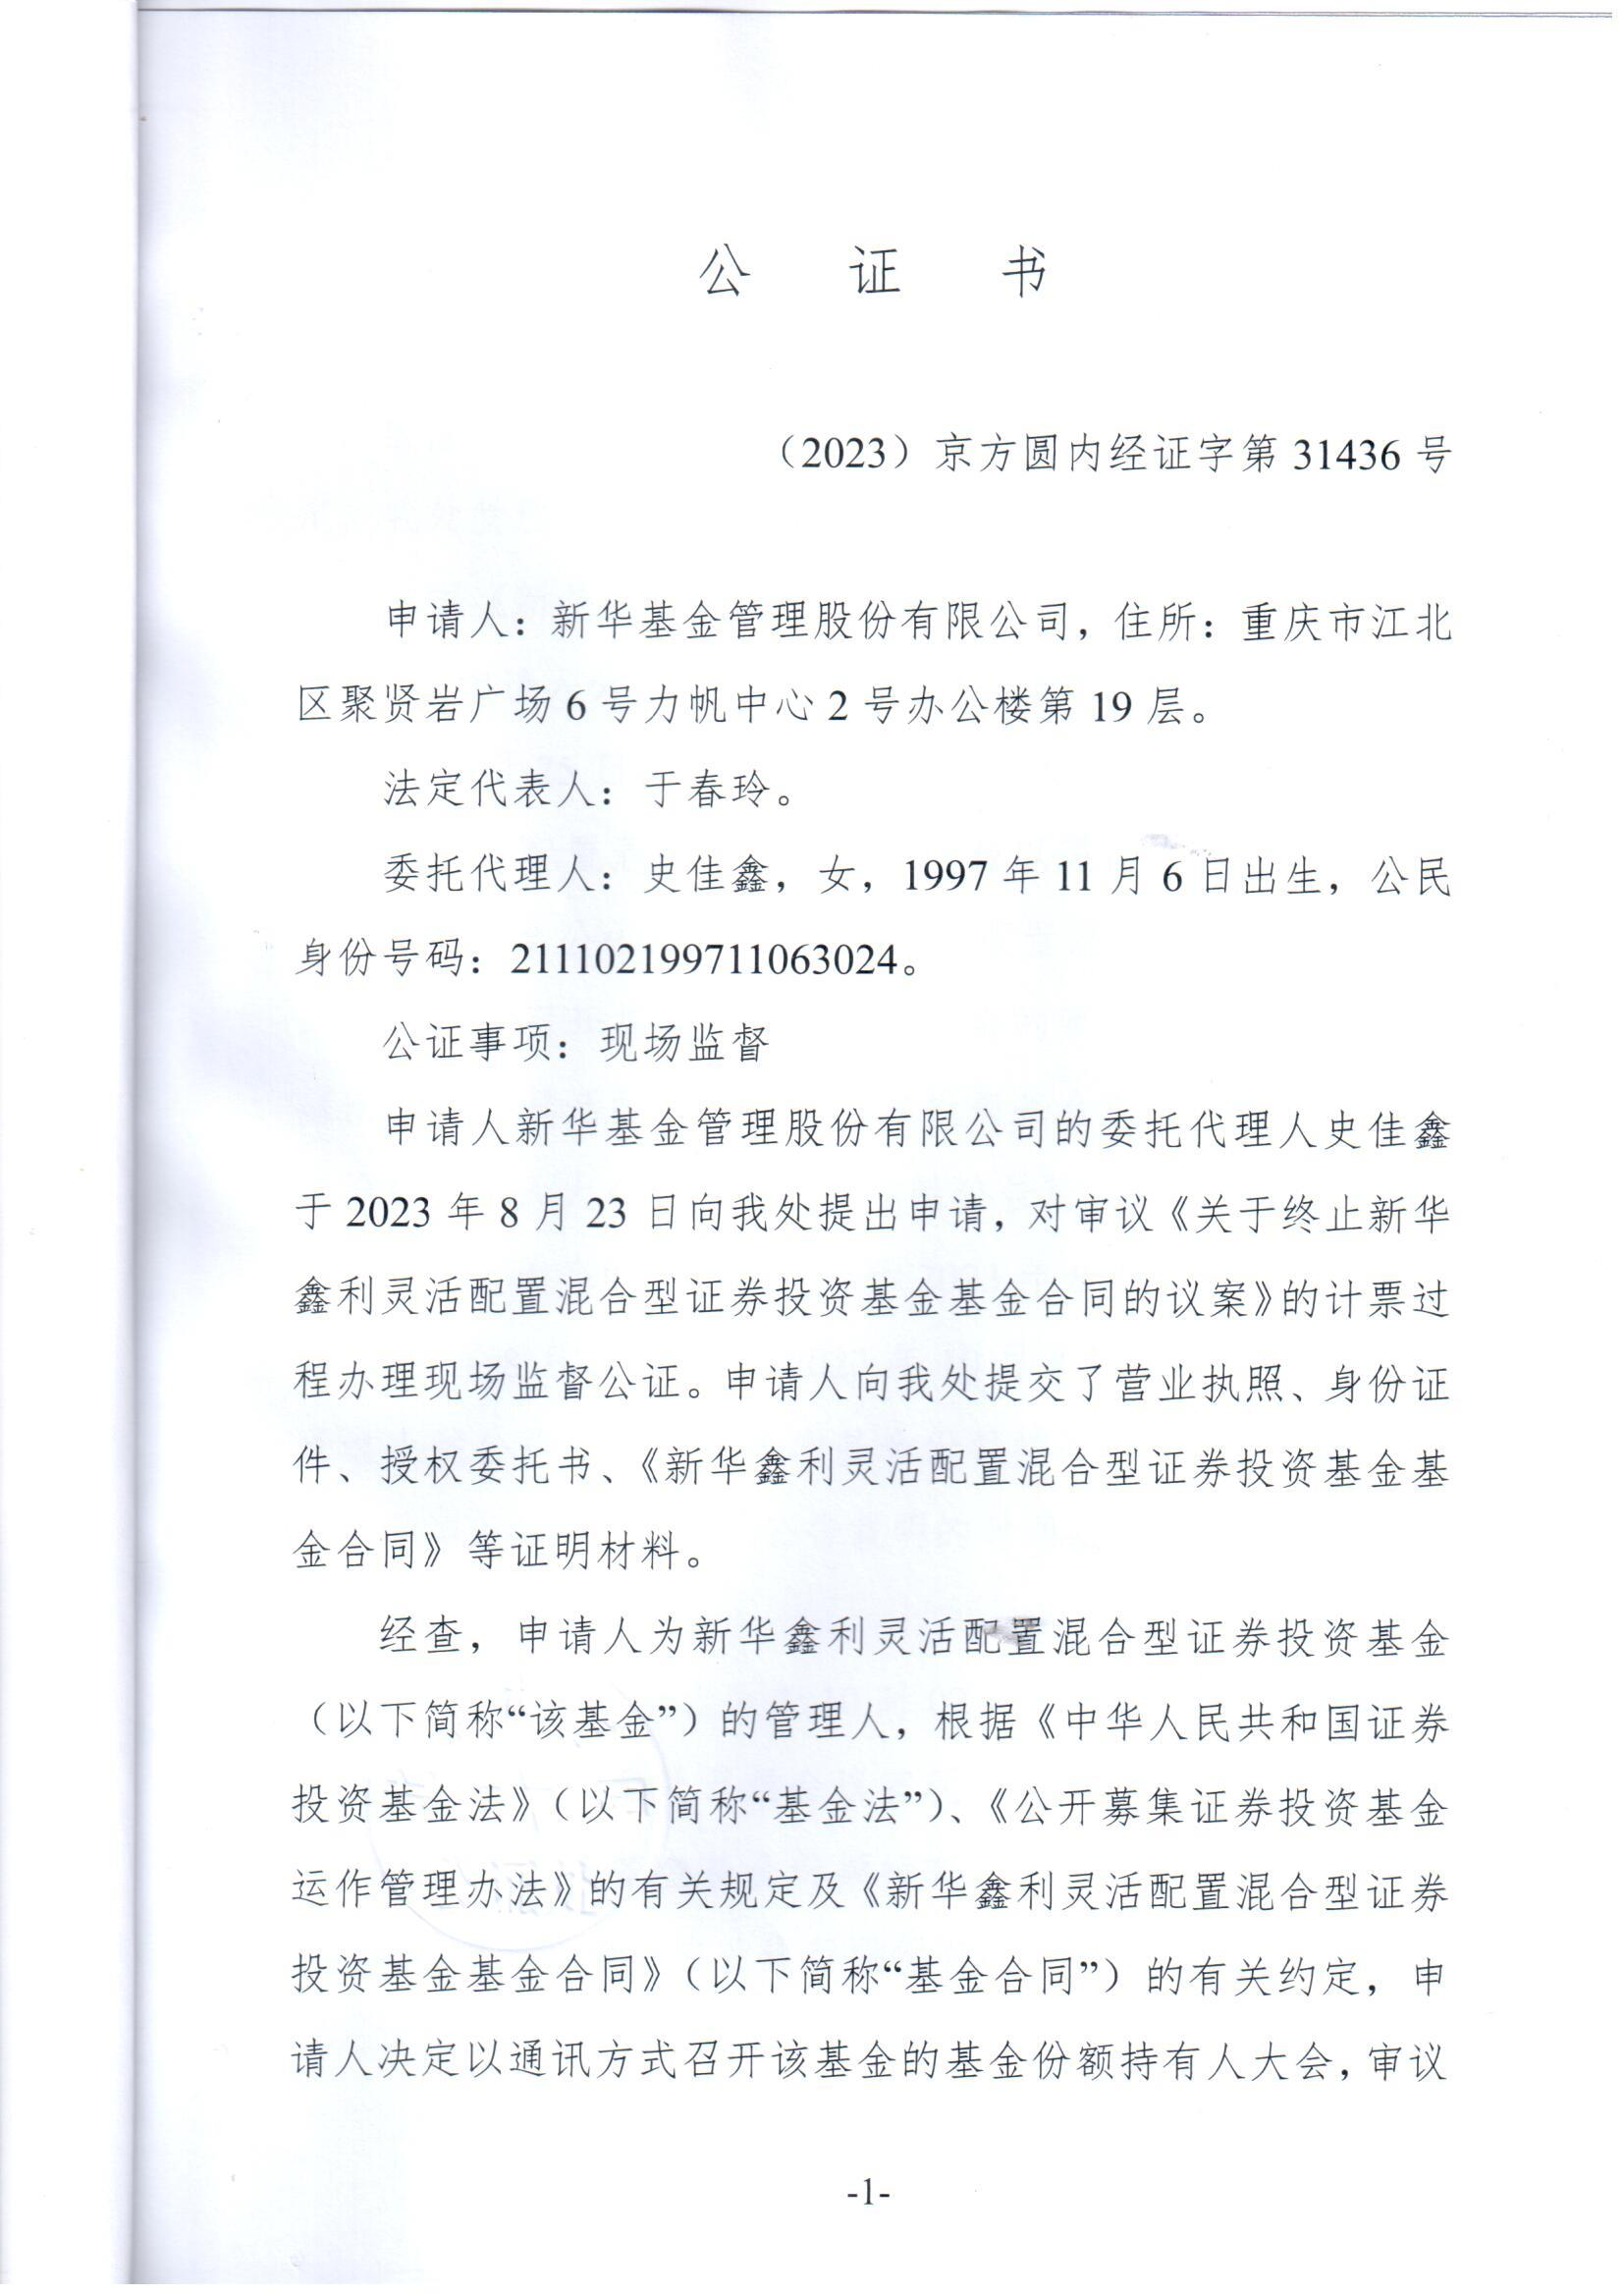 公 证 书
（2023）京方圆内经证字第 31436 号
申请人：新华基金管理股份有限公司，住所：重庆市江北
区聚贤岩广场 6 号力帆中心 2 号办公楼第 19 层。
法定代表人：于春玲。
委托代理人：史佳鑫，女，1997 年 11 月 6 日出生，公民
身份号码：211102199711063024。
公证事项：现场监督
申请人新华基金管理股份有限公司的委托代理人史佳鑫
于 2023 年 8 月 23 日向我处提出申请，对审议《关于终止新华
鑫利灵活配置混合型证券投资基金基金合同的议案》的计票过
程办理现场监督公证。申请人向我处提交了营业执照、身份证
件、授权委托书、《新华鑫利灵活配置混合型证券投资基金基
金合同》等证明材料。
经查，申请人为新华鑫利灵活配置混合型证券投资基金
（以下简称“该基金”）的管理人，根据《中华人民共和国证券
投资基金法》（以下简称“基金法”）、《公开募集证券投资基金
运作管理办法》的有关规定及《新华鑫利灵活配置混合型证券
投资基金基金合同》（以下简称“基金合同”）的有关约定，申
请人决定以通讯方式召开该基金的基金份额持有人大会，审议
-1-